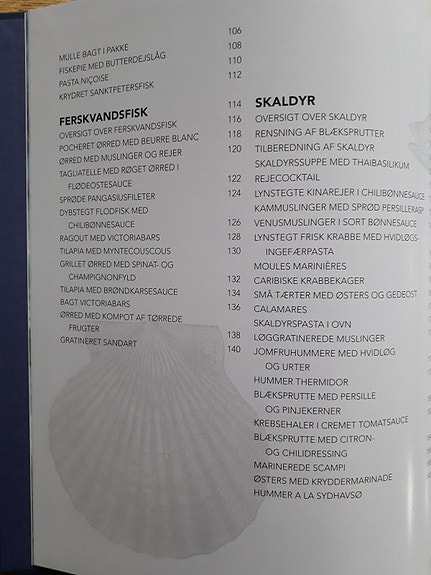 MULLE BAGT I PAKKE 106
FISKEPIE MED BUTTERDEJSLÅG 108
PASTA NIÇOISE 110
KRYDRET SANKTPETERSFISK 112
FERSKVANDSFISK
OVERSIGT OVER FERSKVANDSFISK 114
POCHERET ØRRED MED BEURRE BLANC 116
ØRRED MED MUSLINGER OG REJER 118
TAGLIATELLE MED RØGET ØRRED I 120
FLØDEOSTESAUCE
SPRØDE PANGASIUSFILETER 122
DYBSTEGT FLODFISK MED 124
CHILIBØNNESAUCE
RAGOUT MED VICTORIABARS 126
TILAPIA MED MYNTECOUSCOUS 128
GRILLET ØRRED MED SPINAT- OG 130
CHAMPIGNONFYLD
TILAPIA MED BRØNDKARSESAUCE 132
BAGT VICTORIABARS 134
ØRRED MED KOMPOT AF TØRREDE 136
FRUGTER
GRATINERET SANDART 138
140
SKALDYR
OVERSIGT OVER SKALDYR
RENSNING AF BLÆKSPRUTTER
TILBEREDNING AF SKALDYR
SKALDYRSSUPPE MED THAIBASILIKUM
REJECOCKTAIL
LYNSTEGTE KINAREJER I CHILIBØNNESAUCE
KAMMUSLINGER MED SPRØD PERSILLERASP
VENUSMUSLINGER I SORT BØNNESAUCE
LYNSTEGT FRISK KRABBE MED HVIDLØGS-
INGEFÆRPASTA
MOULES MARINIÈRES
CARIBISKE KRABBEKAGER
SMÅ TÆRTER MED ØSTERS OG GEDEOST
CALAMARES
SKALDYRSPASTA I OVN
LØGGRATINEREDE MUSLINGER
JOMFRUHUMMERE MED HVIDLØG
OG URTER
HUMMER THERMIDOR
BLÆKSPRUTTE MED PERSILLE
OG PINJEKERNER
KREBSEHALER I CREMET TOMATSAUCE
BLÆKSPRUTTE MED CITRON-
OG CHILIDRESSING
MARINEREDE SCAMPI
ØSTERS MED KRYDDERMARINADE
HUMMER A LA SYDHAVSØ